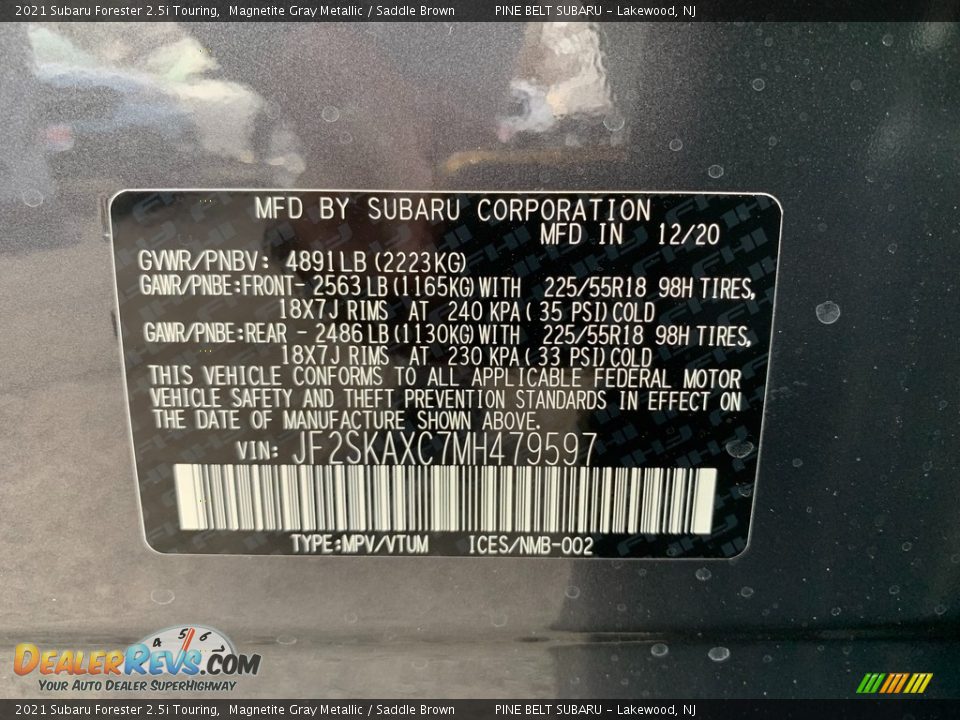 2021 Subaru Forester 2.5i Touring, Magnetite Gray Metallic / Saddle Brown PINE BELT SUBARU - Lakewood, NJ
MFD BY SUBARU CORPORATION
MFD IN 12/20
GVWR/PNBV: 4891LB (2223KG)
GAWR/PNBE:FRONT- 2563 LB (1165KG) WITH 225/55R18 98H TIRES,
18X7J RIMS AT 240 KPA ( 35 PSI) COLD
GAWR/PNBE:REAR - 2486 LB (1130KG) WITH 225/55R18 98H TIRES,
18X7J RIMS AT 230 KPA ( 33 PSI) COLD
THIS VEHICLE CONFORMS TO ALL APPLICABLE FEDERAL MOTOR
VEHICLE SAFETY AND THEFT PREVENTION STANDARDS IN EFFECT ON
THE DATE OF MANUFACTURE SHOWN ABOVE.
VIN: JF2SKAXC7MH479597
TYPE:MPV/VTUM ICES/NMB-002
4 5 6
DEALERREVS.COM
YOUR AUTO DEALER SUPERHIGHWAY
2021 Subaru Forester 2.5i Touring, Magnetite Gray Metallic / Saddle Brown PINE BELT SUBARU - Lakewood, NJ